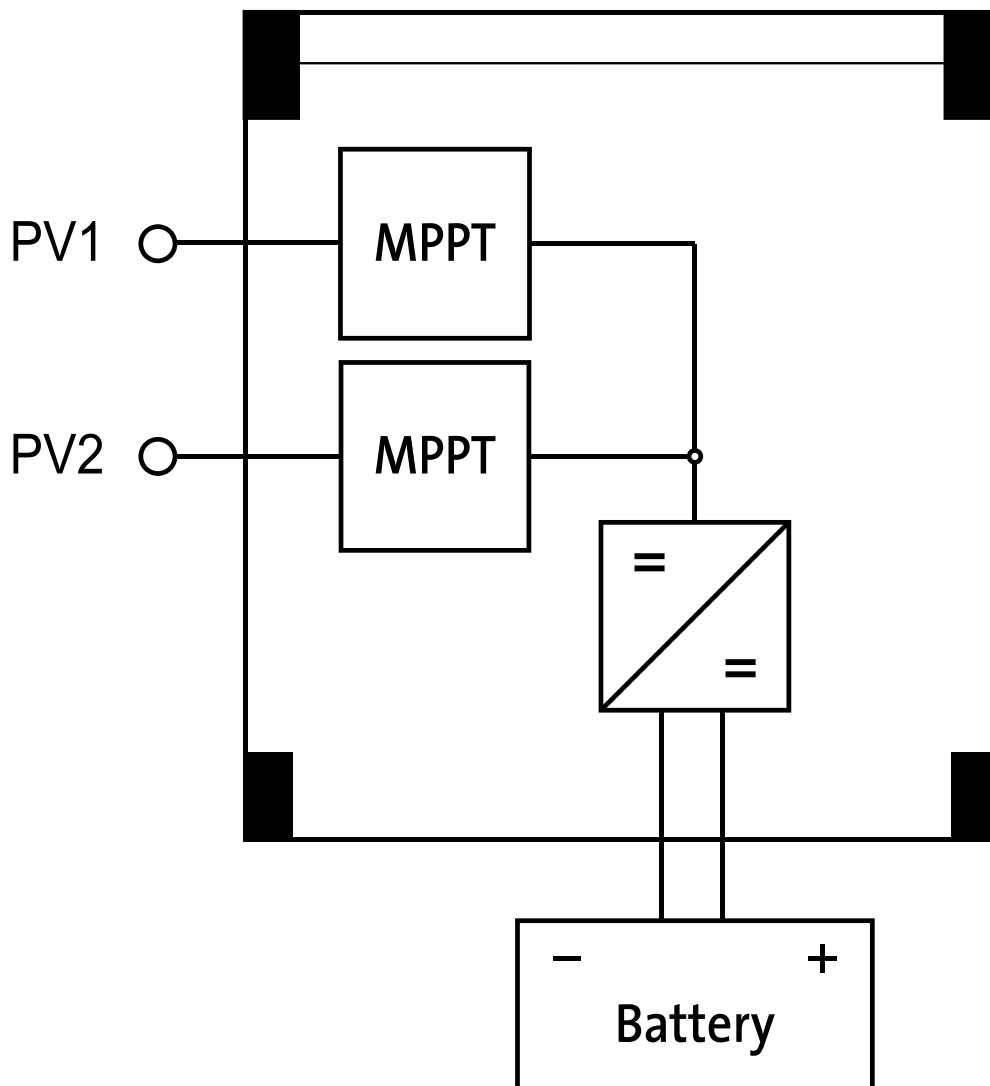 PV1
MPPT
PV2
MPPT
=
=
− +
Battery